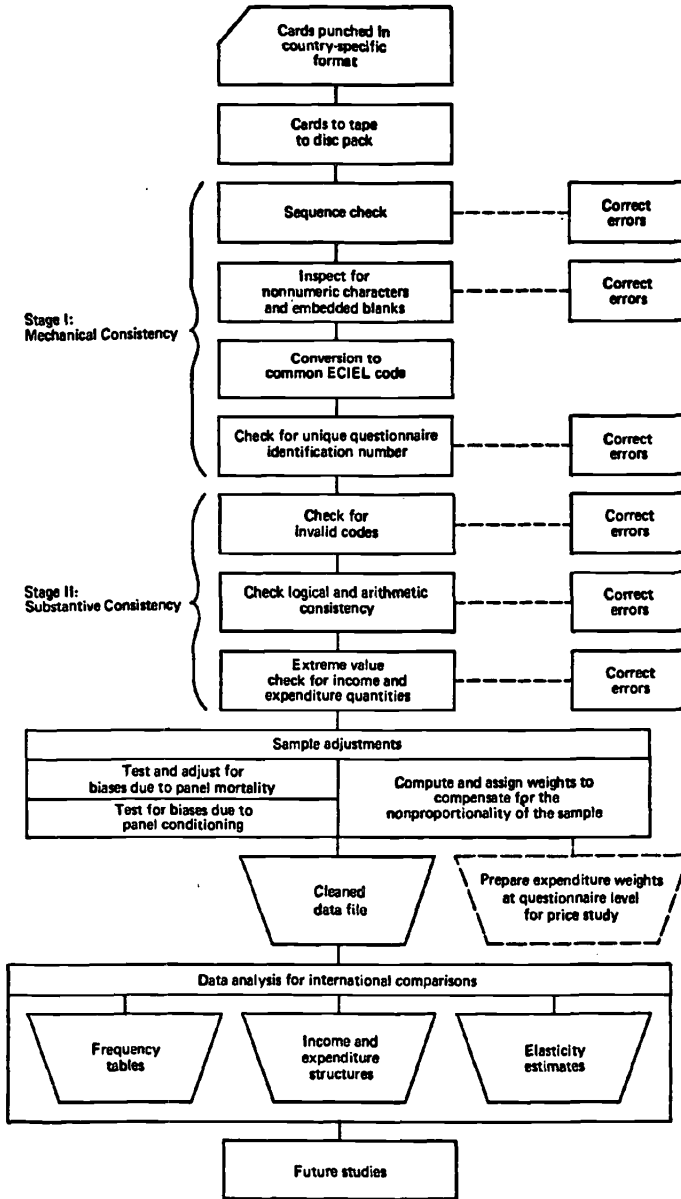 Cards punched in
country-specific
format
Cards to tape
to disc pack
Sequence check
Correct
errors
Inspect for
nonnumeric characters
and embedded blanks
Correct
errors
Stage I:
Mechanical Consistency
Conversion to
common ECIEL code
Check for unique questionnaire
identification number
Correct
errors
Check for
invalid codes
Correct
errors
Stage II:
Substantive Consistency
Check logical and arithmetic
consistency
Correct
errors
Extreme value
check for income and
expenditure quantities
Correct
errors
Sample adjustments
Test and adjust for
biases due to panel mortality
Test for biases due to
panel conditioning
Compute and assign weights to
compensate for the
nonproportionality of the sample
Cleaned
data file
Prepare expenditure weights
at questionnaire level
for price study
Data analysis for international comparisons
Frequency
tables
Income and
expenditure
structures
Elasticity
estimates
Future studies